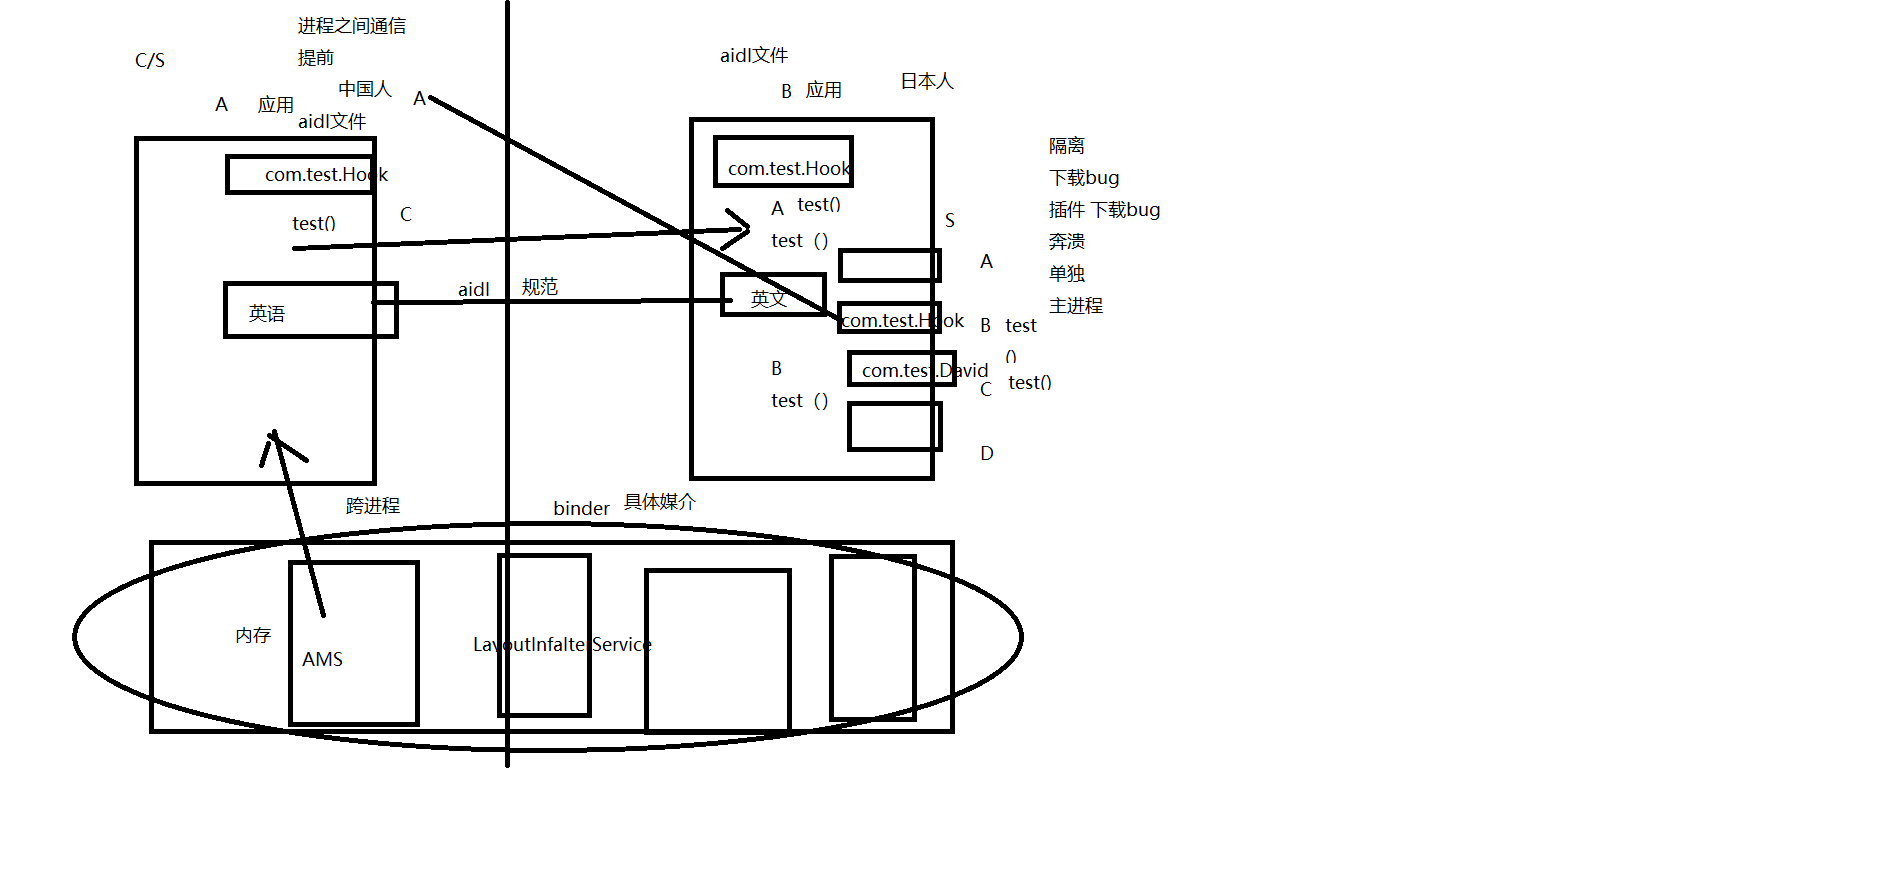 进程之间通信
提前
C/S
中国人
A
A 应用
aidl文件
com.test.Hook
test()
C
英语
aidl
规范
aidl文件
B 应用
日本人
com.test.Hook
A test()
test（）
S
英文
A
com.test.Hook
B test
()
B
com.test.David
C test()
test（）
D
隔离
下载bug
插件 下载bug
奔溃
单独
主进程
跨进程
binder 具体媒介
内存
AMS
LayoutInfalterService